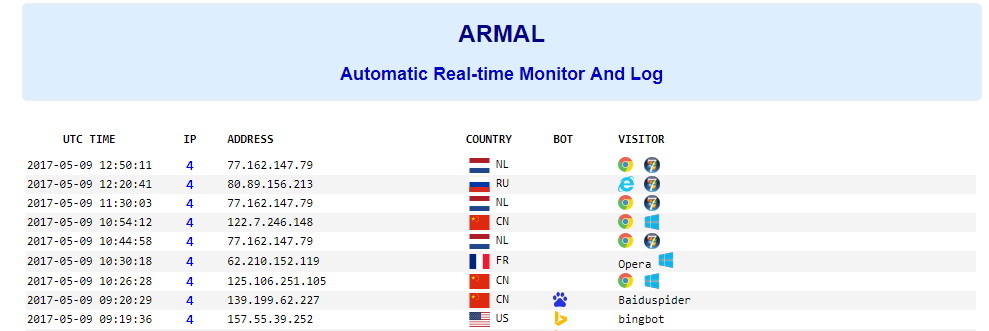 ARMAL
Automatic Real-time Monitor And Log
UTC TIME IP ADDRESS COUNTRY BOT VISITOR
2017-05-09 12:50:11 4 77.162.147.79 NL
2017-05-09 12:20:41 4 80.89.156.213 RU
2017-05-09 11:30:03 4 77.162.147.79 NL
2017-05-09 10:54:12 4 122.7.246.148 CN
2017-05-09 10:44:58 4 77.162.147.79 NL
2017-05-09 10:30:18 4 62.210.152.119 FR Opera
2017-05-09 10:26:28 4 125.106.251.105 CN
2017-05-09 09:20:29 4 139.199.62.227 CN Baiduspider
2017-05-09 09:19:36 4 157.55.39.252 US bingbot